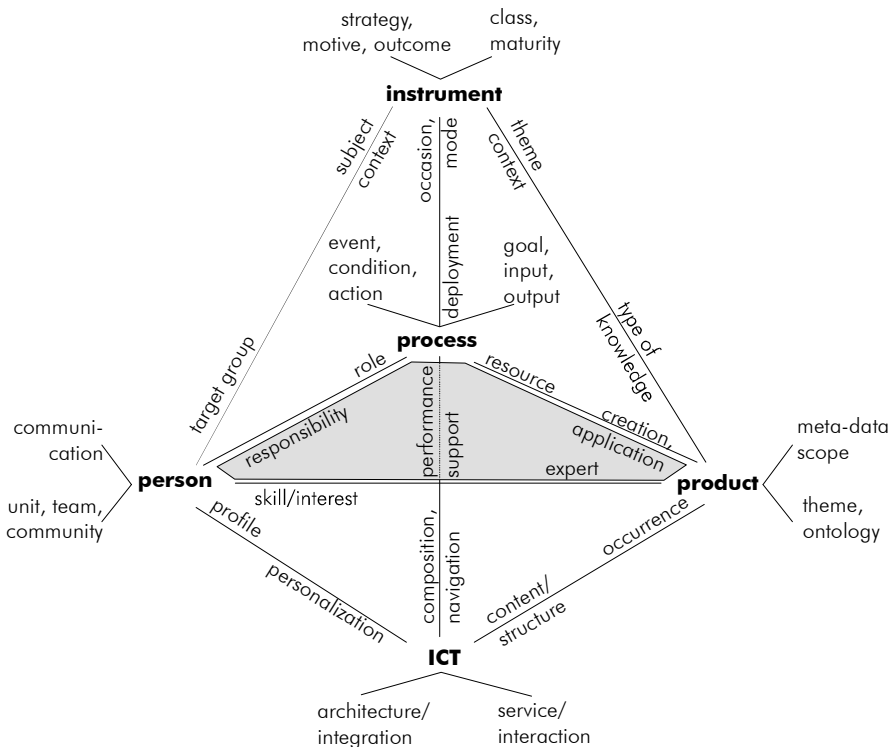 strategy,
motive, outcome
class,
maturity
instrument
subject
context
occasion,
mode
theme
context
event,
condition,
action
deployment
goal,
input,
output
type of
knowledge
target group
process
role
resource
responsibility
performance
support
creation,
application
communi-
cation
meta-data
scope
person
expert
product
skill/interest
unit, team,
community
theme,
ontology
profile
personalization
composition,
navigation
occurrence
content/
structure
ICT
architecture/
integration
service/
interaction